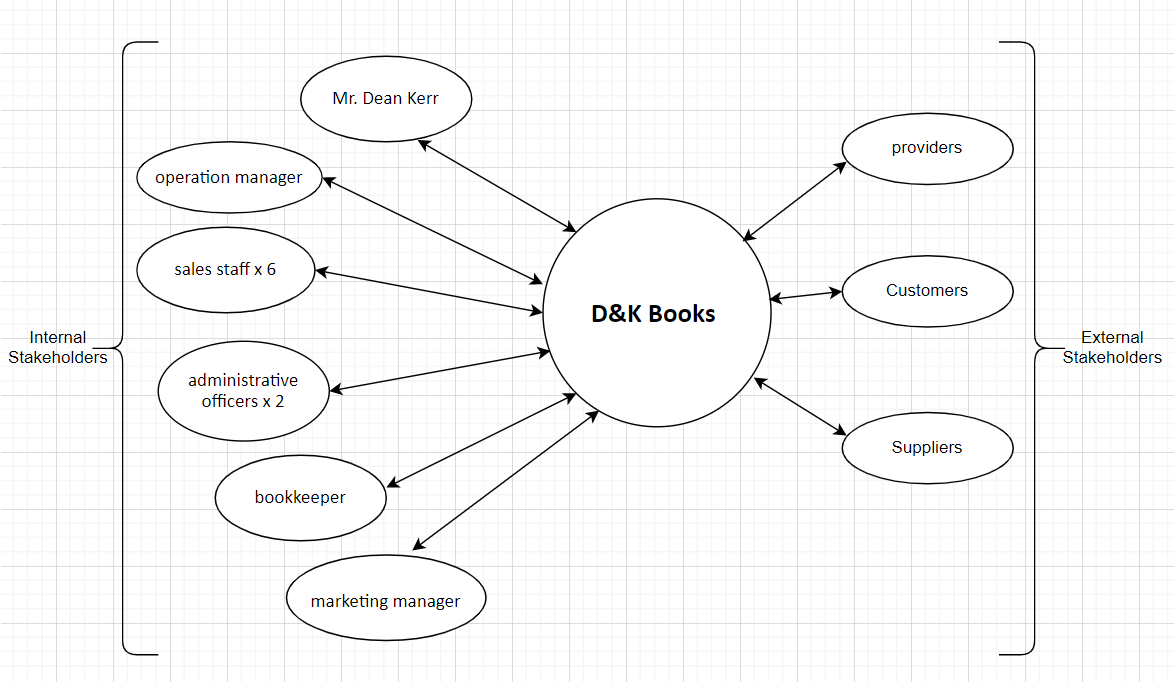 Mr. Dean Kerr
operation manager
sales staff x 6
administrative
officers x 2
bookkeeper
marketing manager
Internal
Stakeholders
D&K Books
providers
Customers
Suppliers
External
Stakeholders